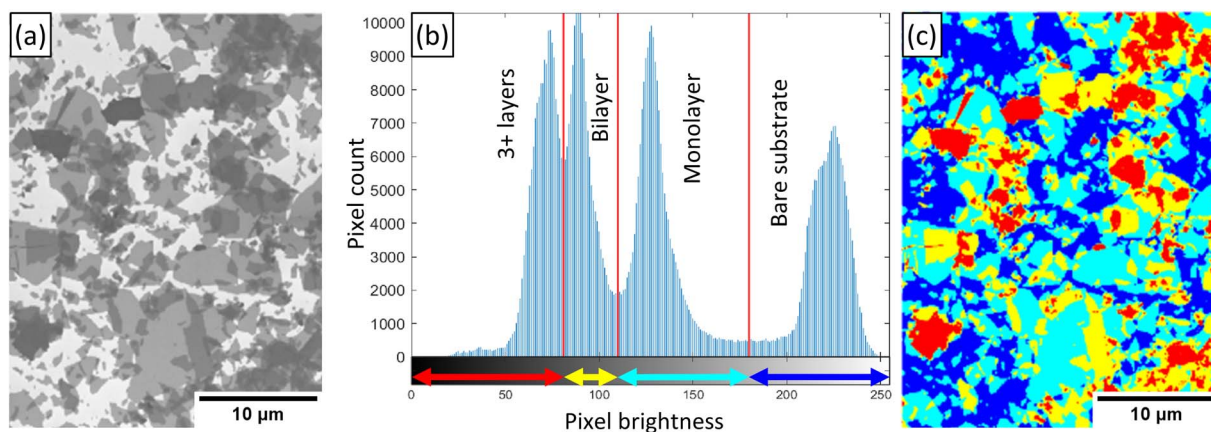 (a)
10 µm
(b)
Pixel count
10000
9000
8000
7000
6000
5000
4000
3000
2000
1000
0
3+ layers
Bilayer
Monolayer
Bare substrate
0
50
100
150
200
250
Pixel brightness
(c)
10 µm